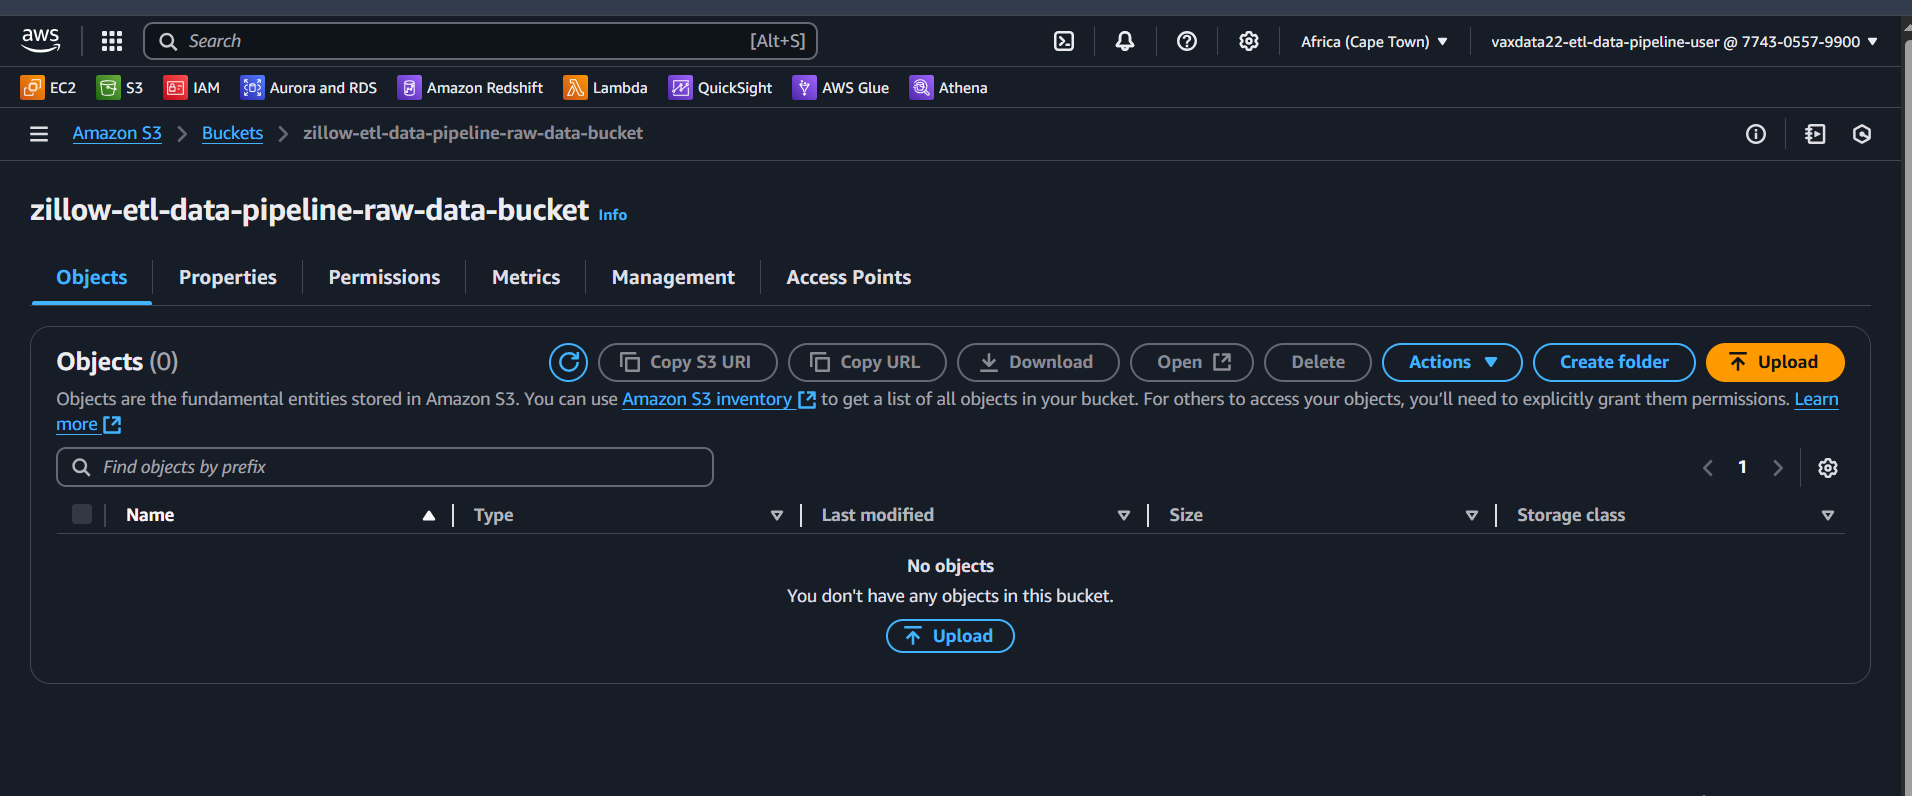 aws Search [Alt+S] Africa (Cape Town) vaxdata22-etl-data-pipeline-user @ 7743-0557-9900
EC2 S3 IAM Aurora and RDS Amazon Redshift Lambda QuickSight AWS Glue Athena
Amazon S3 Buckets zillow-etl-data-pipeline-raw-data-bucket
zillow-etl-data-pipeline-raw-data-bucket Info
Objects Properties Permissions Metrics Management Access Points
Objects (0) Copy S3 URI Copy URL Download Open Delete Actions Create folder Upload
Objects are the fundamental entities stored in Amazon S3. You can use Amazon S3 inventory to get a list of all objects in your bucket. For others to access your objects, you’ll need to explicitly grant them permissions. Learn
more
Find objects by prefix 1
Name Type Last modified Size Storage class
No objects
You don't have any objects in this bucket.
Upload